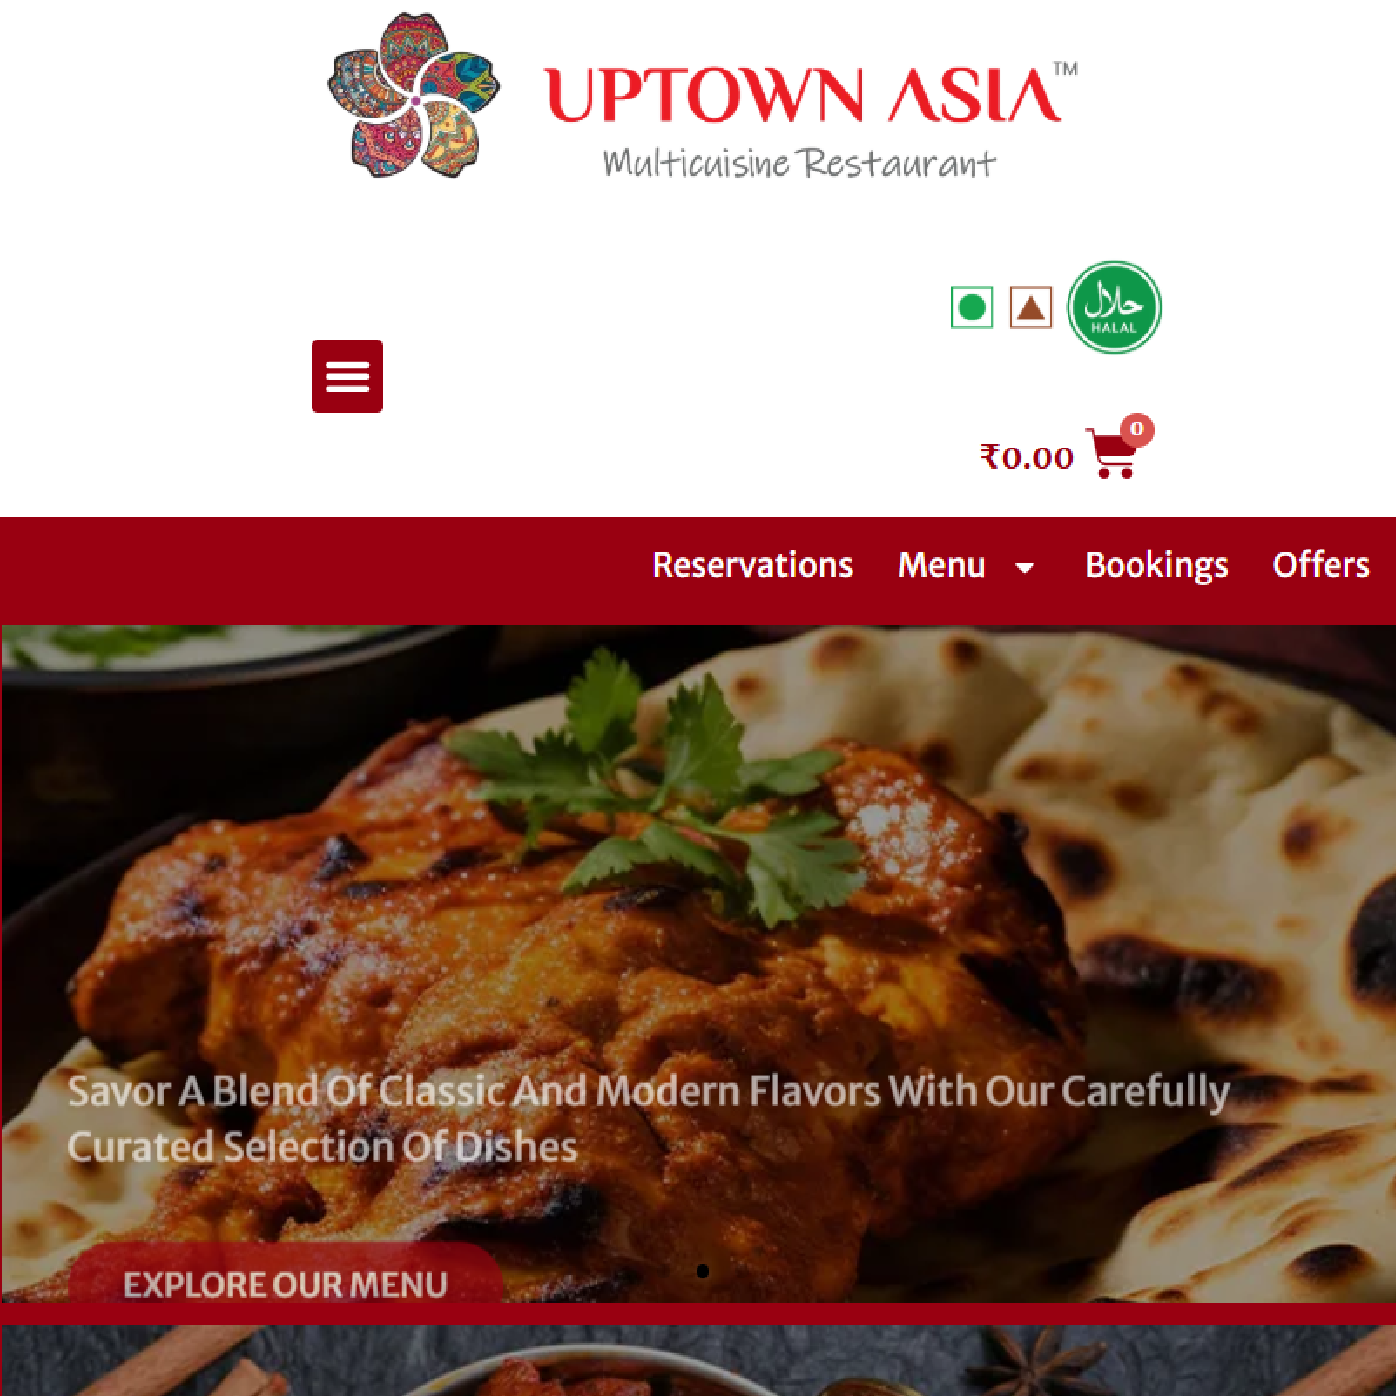 UPTOWN ASIA™
Multicuisine Restaurant
حلال
HALAL
0
₹0.00
Reservations Menu Bookings Offers
Savor A Blend Of Classic And Modern Flavors With Our Carefully
Curated Selection Of Dishes
EXPLORE OUR MENU